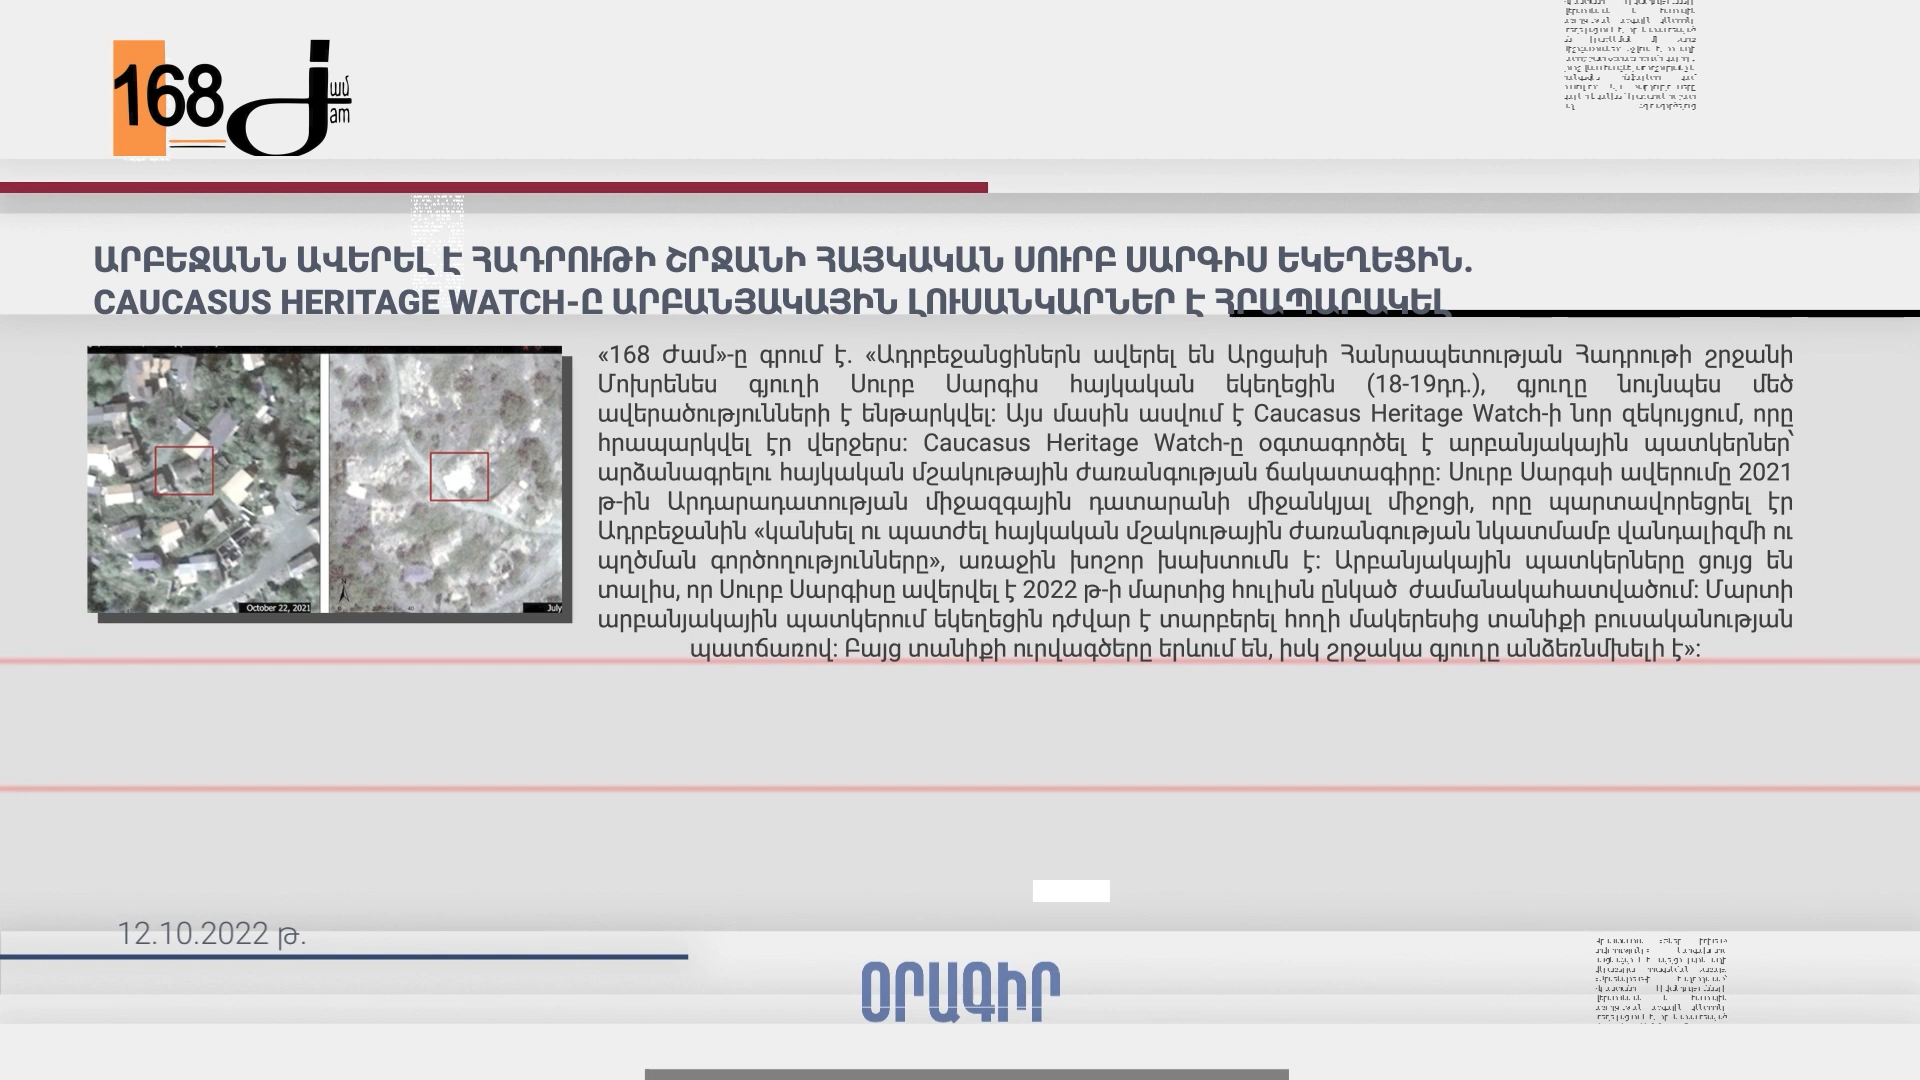 168 Ժամ
Jam
ԱՐԲԵՋԱՆՆ ԱՎԵՐԵԼ Է ՀԱԴՐՈՒԹԻ ՇՐՋԱՆԻ ՀԱՅԿԱԿԱՆ ՍՈՒՐԲ ՍԱՐԳԻՍ ԵԿԵՂԵՑԻՆ.
CAUCASUS HERITAGE WATCH-Ը ԱՐԲԱՆՅԱԿԱՅԻՆ ԼՈՒՍԱՆԿԱՐՆԵՐ Է ՀՐԱՊԱՐԱԿԵԼ
«168 Ժամ»-ը գրում է. «Ադրբեջանցիներն ավերել են Արցախի Հանրապետության Հադրութի շրջանի
Մոխրենես գյուղի Սուրբ Սարգիս հայկական եկեղեցին (18-19դդ.), գյուղը նույնպես մեծ
ավերածությունների է ենթարկվել: Այս մասին ասվում է Caucasus Heritage Watch-ի նոր զեկույցում, որը
հրապարկվել էր վերջերս: Caucasus Heritage Watch-ը օգտագործել է արբանյակային պատկերներ՝
արձանագրելու հայկական մշակութային ժառանգության ճակատագիրը: Սուրբ Սարգսի ավերումը 2021
թ-ին Արդարադատության միջազգային դատարանի միջանկյալ միջոցի, որը պարտավորեցրել էր
Ադրբեջանին «կանխել ու պատժել հայկական մշակութային ժառանգության նկատմամբ վանդալիզմի ու
պղծման գործողությունները», առաջին խոշոր խախտումն է: Արբանյակային պատկերները ցույց են
տալիս, որ Սուրբ Սարգիսը ավերվել է 2022 թ-ի մարտից հուլիսն ընկած ժամանակահատվածում: Մարտի
արբանյակային պատկերում եկեղեցին դժվար է տարբերել հողի մակերեսից տանիքի բուսականության
պատճառով: Բայց տանիքի ուրվագծերը երևում են, իսկ շրջակա գյուղը անձեռնմխելի է»:
October 22, 2021
July
12.10.2022 թ.
ՕՐԱԳԻՐ